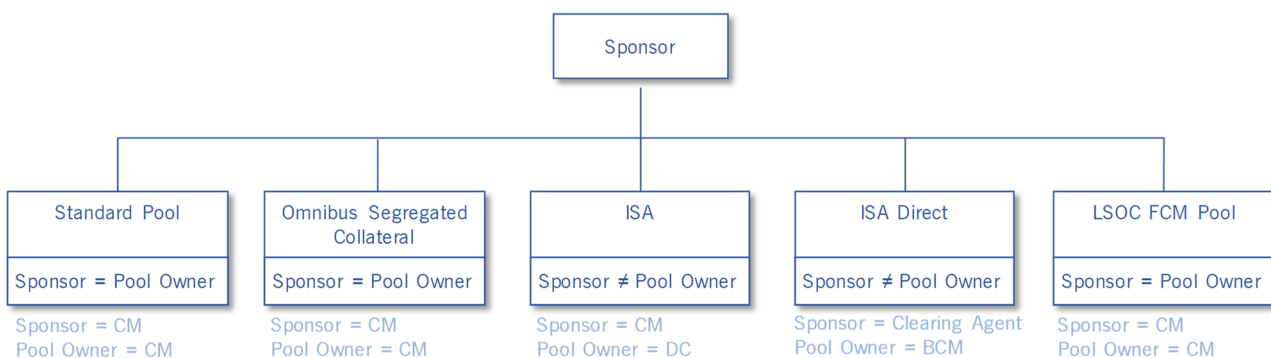 Sponsor
Standard Pool
Sponsor = Pool Owner
Sponsor = CM
Pool Owner = CM
Omnibus Segregated
Collateral
Sponsor = Pool Owner
Sponsor = CM
Pool Owner = CM
ISA
Sponsor ≠ Pool Owner
Sponsor = CM
Pool Owner = DC
ISA Direct
Sponsor ≠ Pool Owner
Sponsor = Clearing Agent
Pool Owner = BCM
LSOC FCM Pool
Sponsor = Pool Owner
Sponsor = CM
Pool Owner = CM